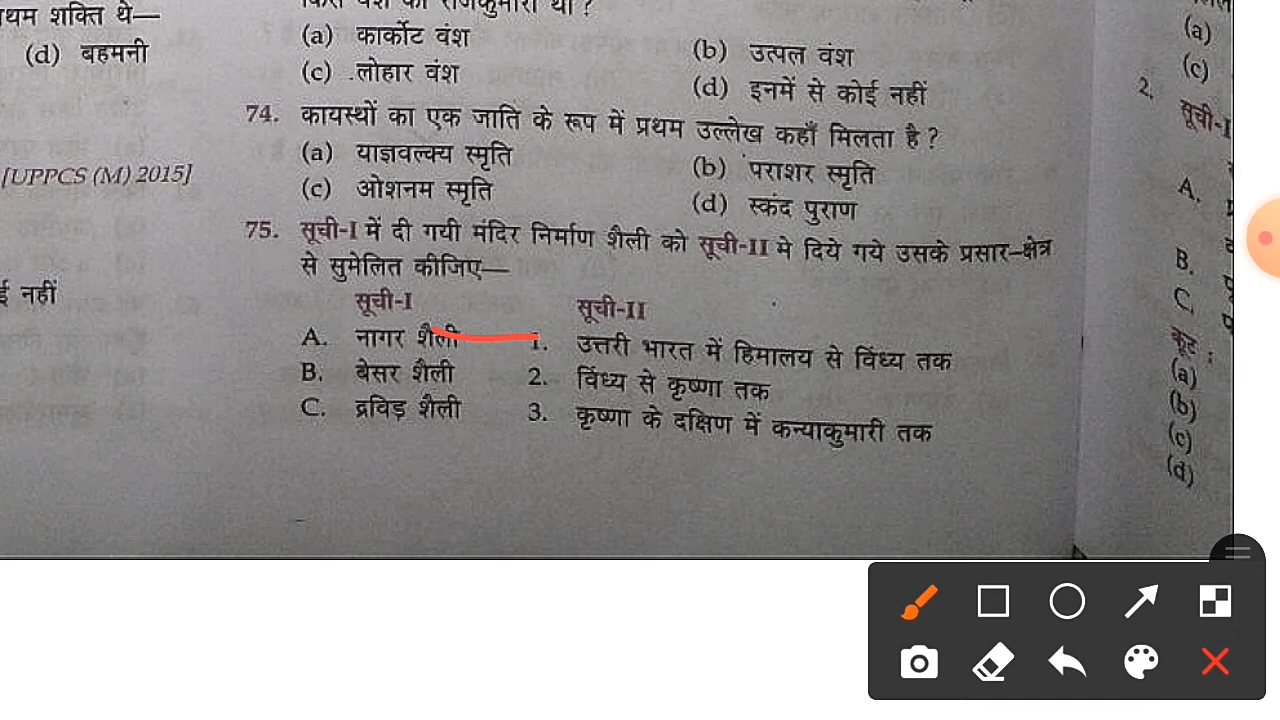 थम शक्ति थे—
(d) बहमनी
[UPPCS (M) 2015]
नहीं
(a) कार्कोट वंश
(b) उत्पल वंश
(c) लोहार वंश
(d) इनमें से कोई नहीं
74. कायस्थों का एक जाति के रूप में प्रथम उल्लेख कहाँ मिलता है ?
(a) याज्ञवल्क्य स्मृति
(b) पराशर स्मृति
(c) ओशनम स्मृति
(d) स्कंद पुराण
75. सूची-I में दी गयी मंदिर निर्माण शैली को सूची-II मे दिये गये उसके प्रसार-क्षेत्र
से सुमेलित कीजिए—
सूची-I सूची-II
A. नागर शैली 1. उत्तरी भारत में हिमालय से विंध्य तक
B. बेसर शैली 2. विंध्य से कृष्णा तक
C. द्रविड़ शैली 3. कृष्णा के दक्षिण में कन्याकुमारी तक
(a)
(c)
2. सूची-I
A.
B.
C.
कूट :
(a)
(b)
(c)
(d)